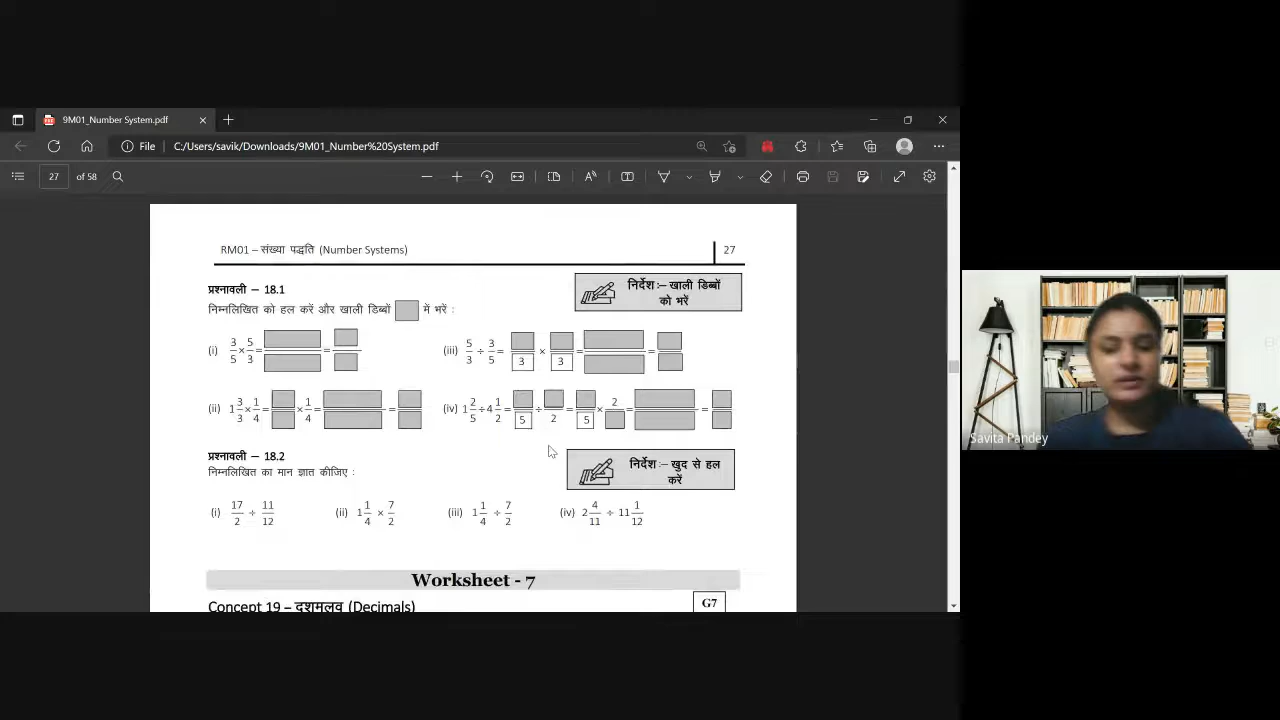 9M01_Number System.pdf
File C:/Users/savik/Downloads/9M01_Number%20System.pdf
27 of 58
RM01 – संख्या पद्धति (Number Systems) 27
प्रश्नावली – 18.1
निर्देश :– खाली डिब्बों
को भरें
निम्नलिखित को हल करें और खाली डिब्बों में भरें :
(i) 3/5 × 5/3 = =
(iii) 5/3 ÷ 3/5 = /3 × /3 = =
(ii) 1 3/3 × 1/4 = × 1/4 = =
(iv) 1 2/5 ÷ 4 1/2 = /5 ÷ /2 = /5 × 2/ = =
प्रश्नावली – 18.2
निर्देश :– खुद से हल
करें
निम्नलिखित का मान ज्ञात कीजिए :
(i) 17/2 ÷ 11/12 (ii) 1 1/4 × 7/2 (iii) 1 1/4 ÷ 7/2 (iv) 2 4/11 ÷ 11 1/12
Worksheet - 7
Concept 19 – दशमलव (Decimals) G7
Savita Pandey